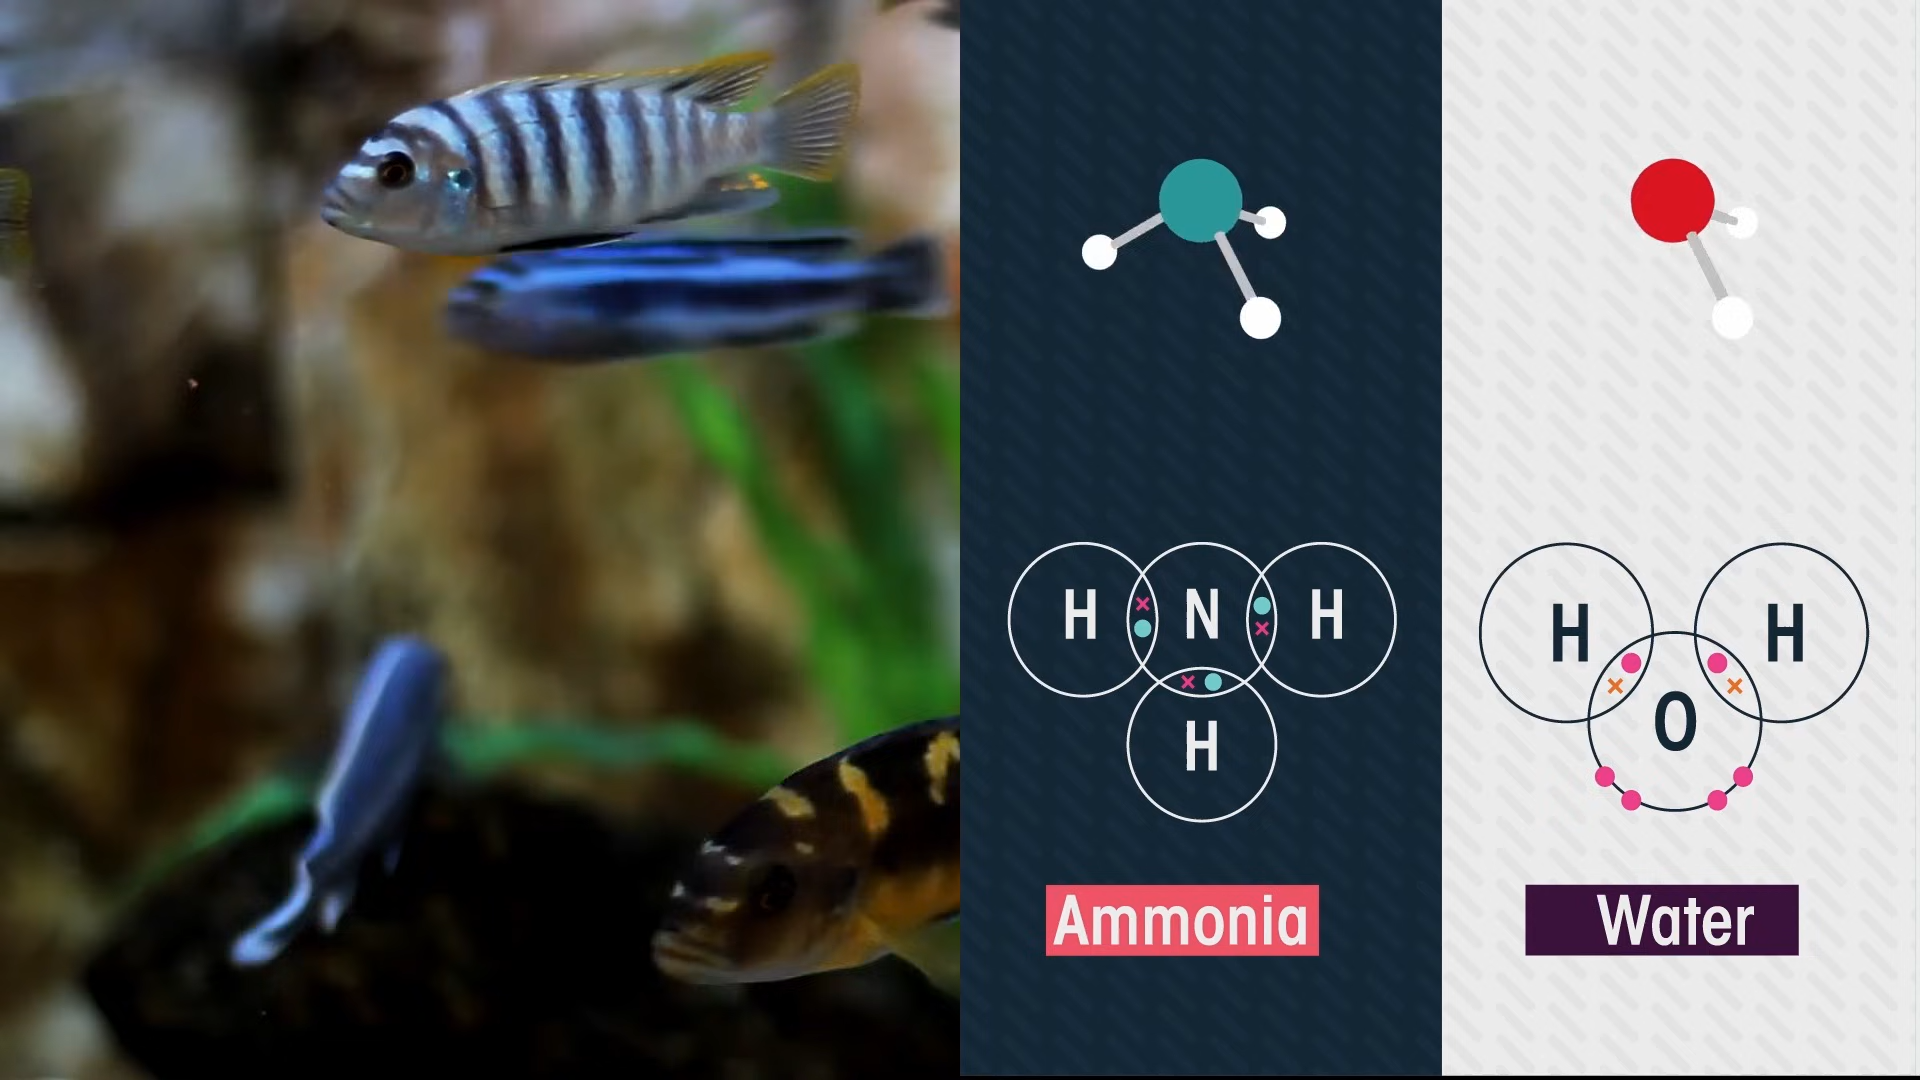 H N H
H
Ammonia
H H
O
Water